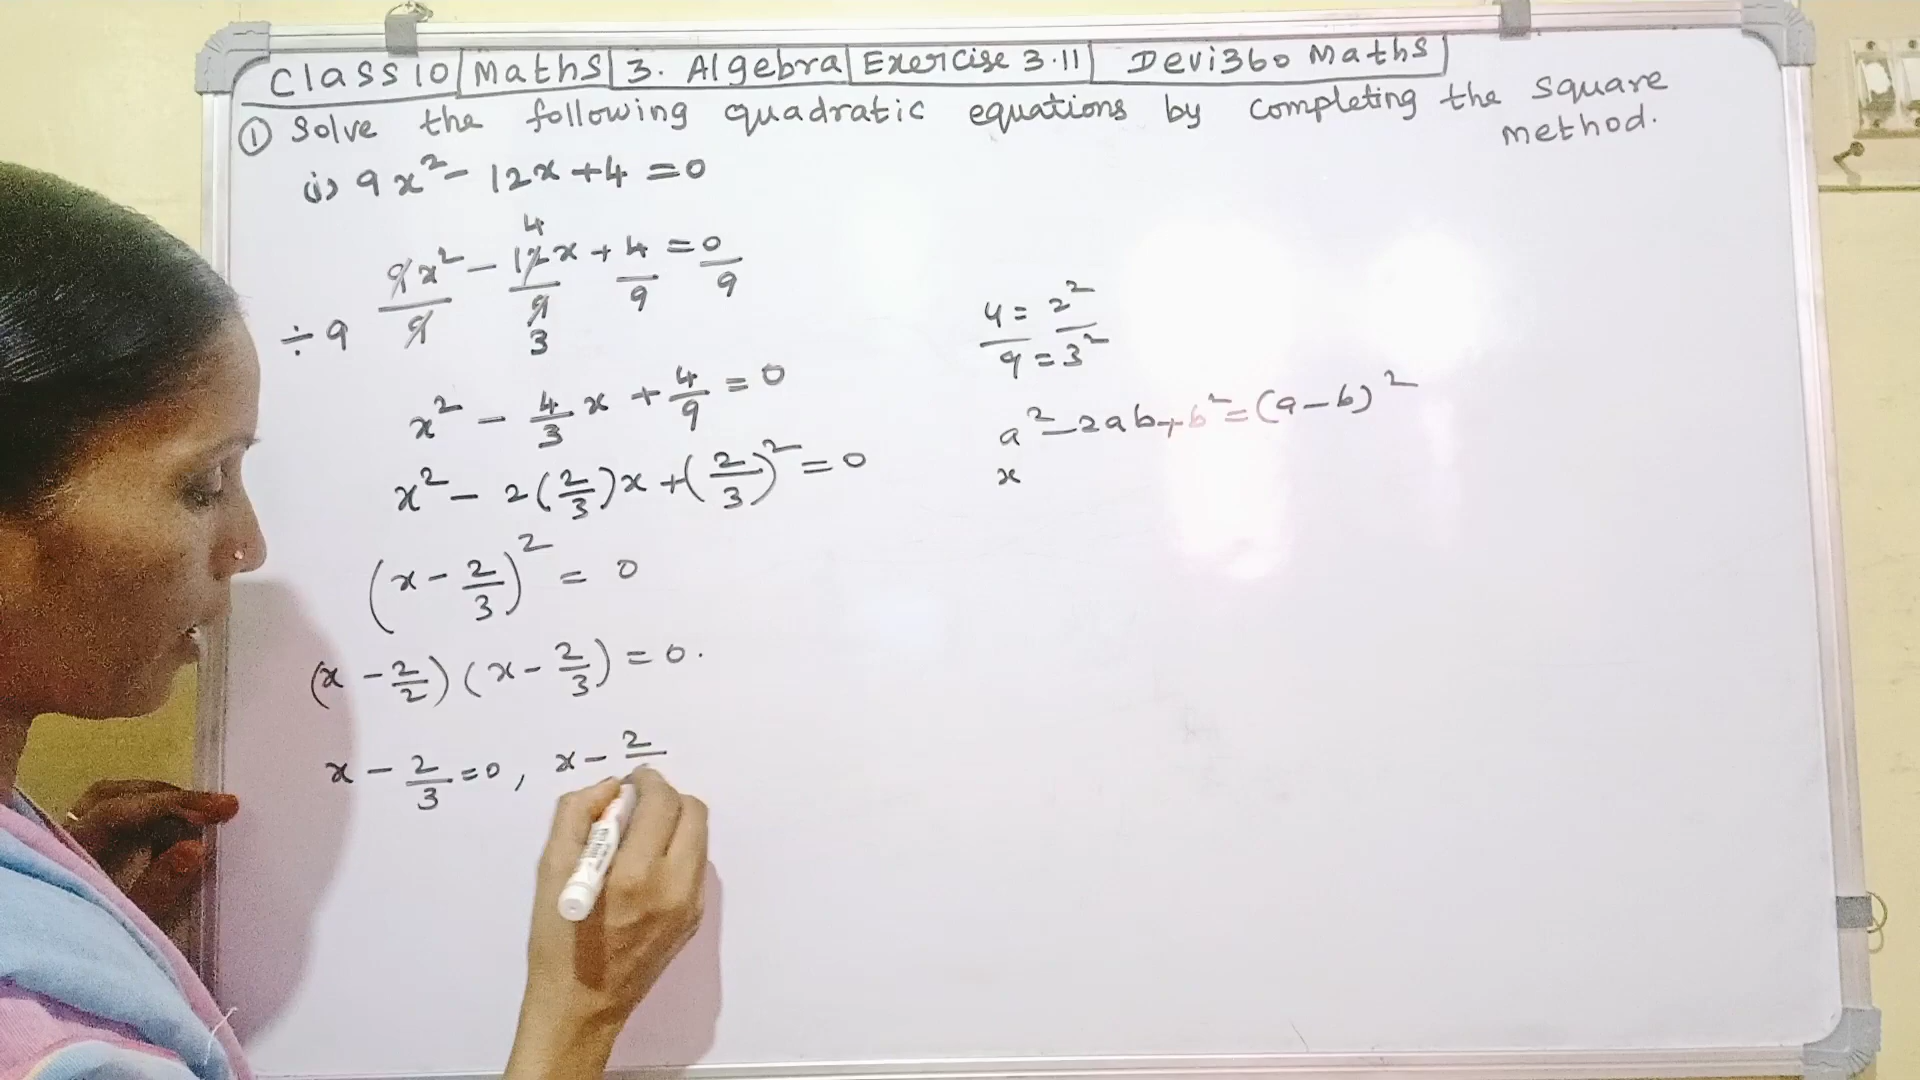 Class 10 | Maths | 3. Algebra | Exercise 3.11 | Devi360 Maths
① Solve the following quadratic equations by completing the square method.
(i) 9x² - 12x + 4 = 0
÷9 9x²/9 - 12x/9 + 4/9 = 0/9
4
3
x² - 4/3 x + 4/9 = 0
x² - 2(2/3)x + (2/3)² = 0
(x - 2/3)² = 0
(x - 2/2)(x - 2/3) = 0.
x - 2/3 = 0, x - 2
4 = 2²
9 = 3²
a² - 2ab + b² = (a - b)²
x